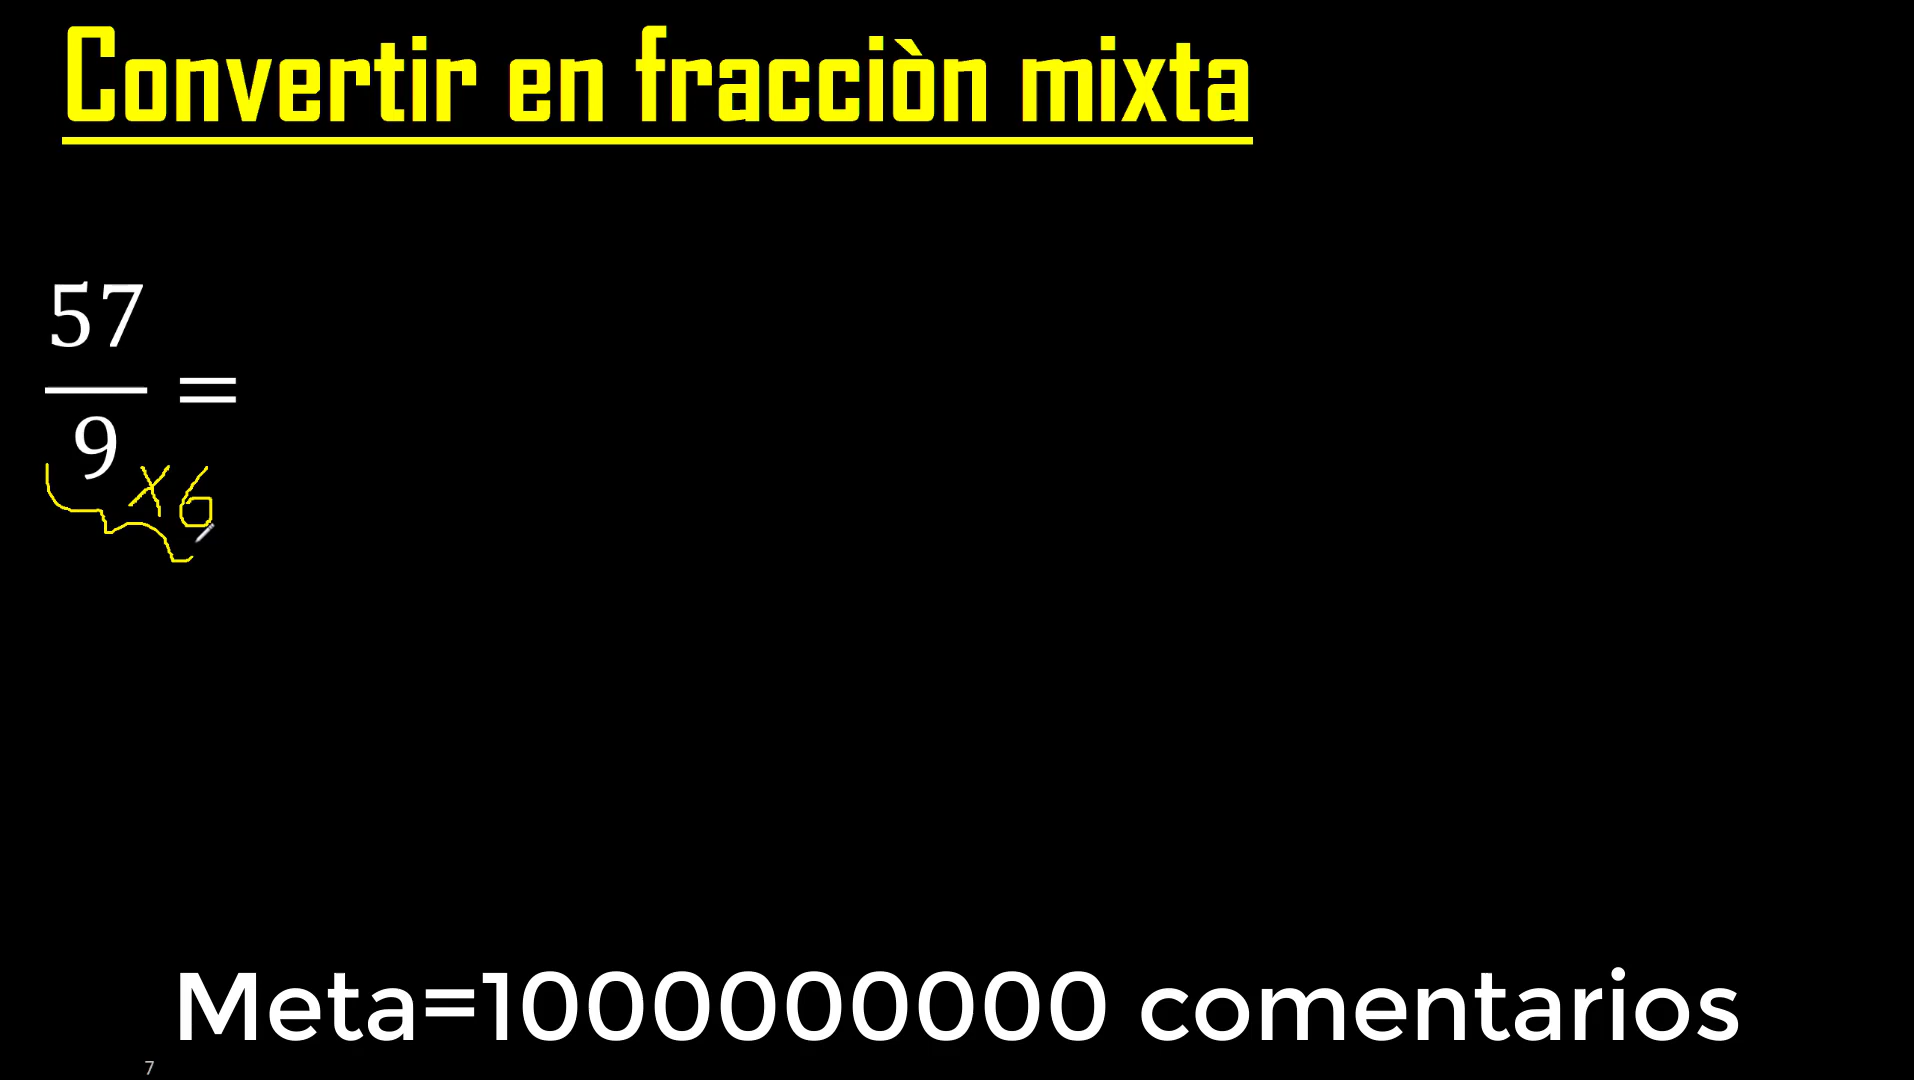 Convertir en fracciòn mixta
57
=
9
x6
Meta=1000000000 comentarios
7